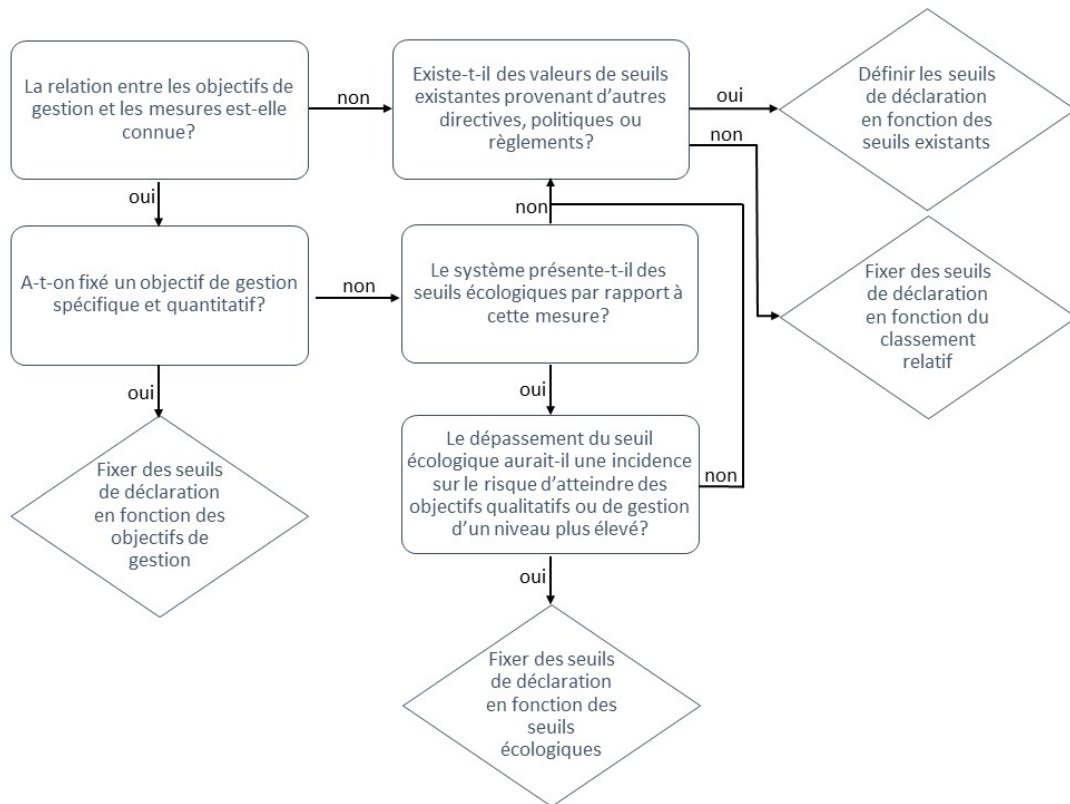 La relation entre les objectifs de
gestion et les mesures est-elle
connue?
non
Existe-t-il des valeurs de seuils
existantes provenant d'autres
directives, politiques ou
règlements?
oui
Définir les seuils
de déclaration
en fonction des
seuils existants
non
oui
non
A-t-on fixé un objectif de gestion
spécifique et quantitatif?
non
Le système présente-t-il des
seuils écologiques par rapport à
cette mesure?
Fixer des seuils
de déclaration
en fonction du
classement
relatif
oui
oui
Fixer des seuils
de déclaration
en fonction des
objectifs de
gestion
Le dépassement du seuil
écologique aurait-il une incidence
sur le risque d'atteindre des
objectifs qualitatifs ou de gestion
d'un niveau plus élevé?
non
oui
Fixer des seuils
de déclaration
en fonction des
seuils
écologiques